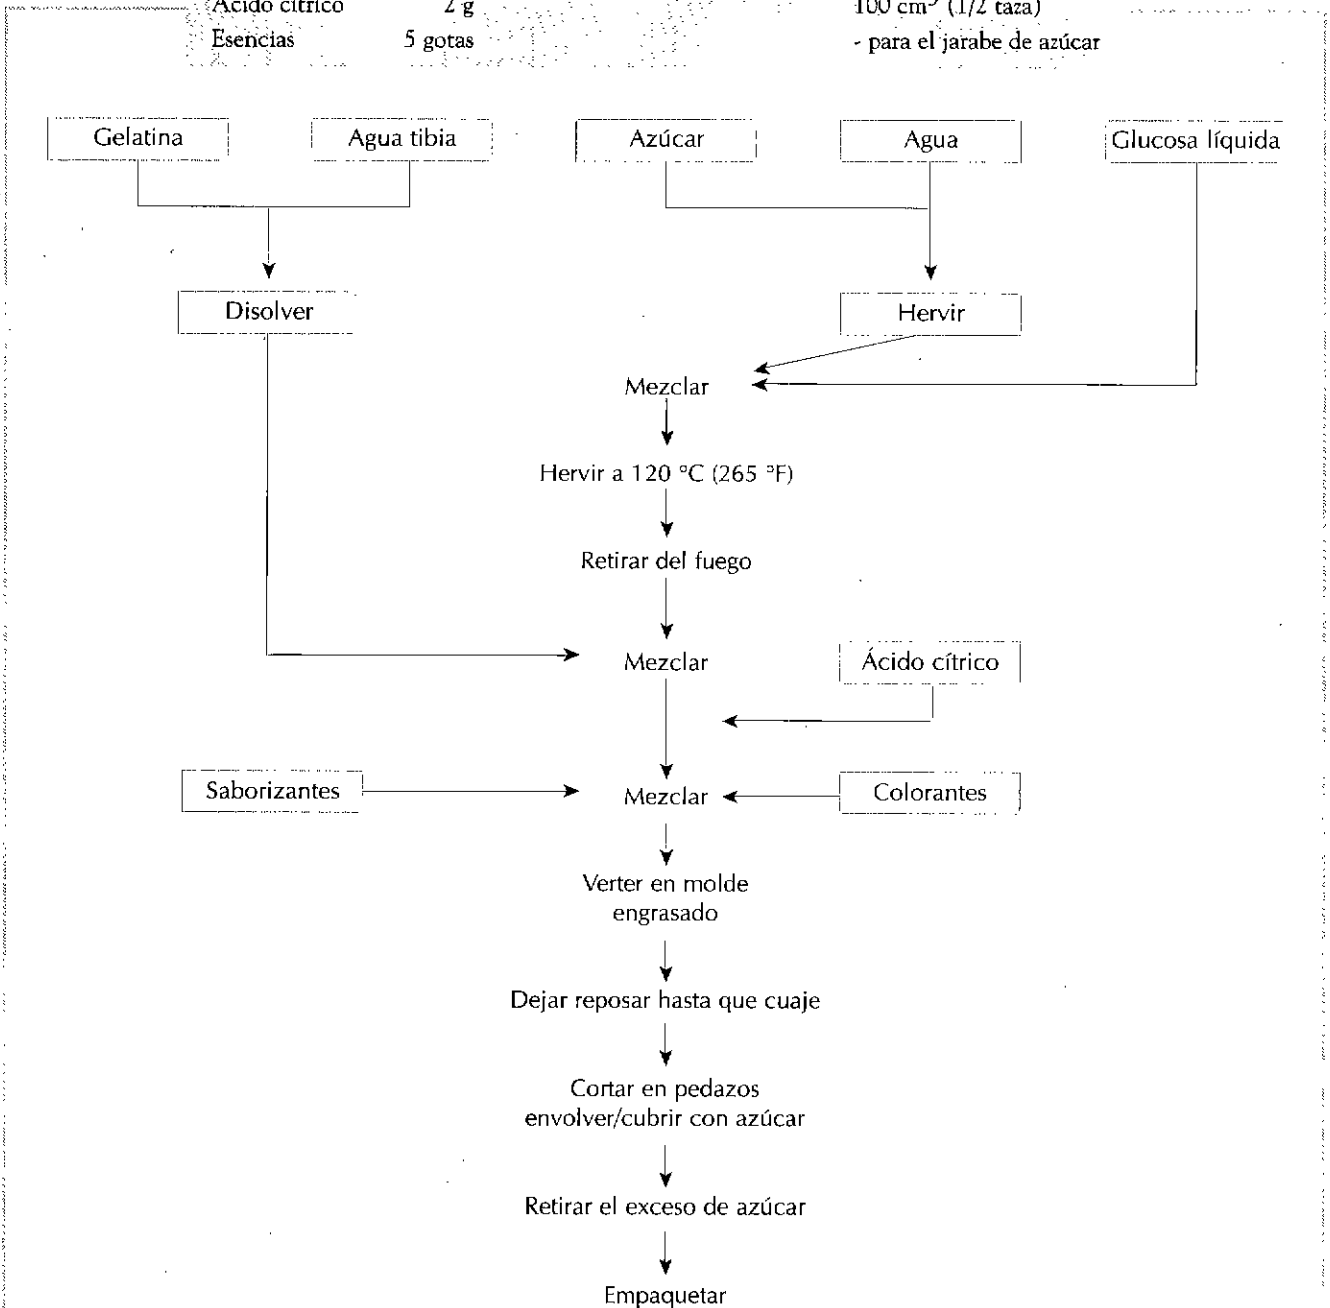 Ácido cítrico 2 g 100 cm³ (1/2 taza)
Esencias 5 gotas - para el jarabe de azúcar
Gelatina Agua tibia Azúcar Agua Glucosa líquida
Disolver Hervir
Mezclar
Hervir a 120 °C (265 °F)
Retirar del fuego
Mezclar Ácido cítrico
Saborizantes Mezclar Colorantes
Verter en molde
engrasado
Dejar reposar hasta que cuaje
Cortar en pedazos
envolver/cubrir con azúcar
Retirar el exceso de azúcar
Empaquetar